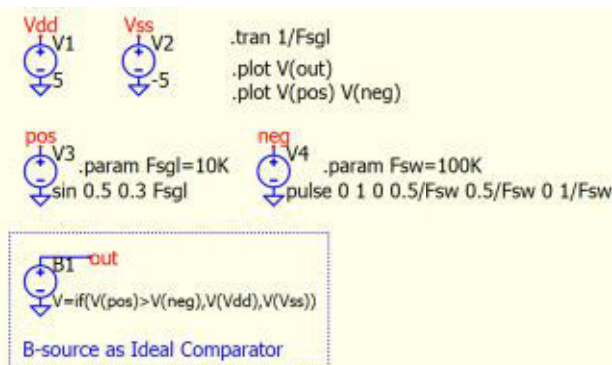 Vdd
V1
5
Vss
V2
-5
.tran 1/Fsgl
.plot V(out)
.plot V(pos) V(neg)
pos
V3
.param Fsgl=10K
sin 0.5 0.3 Fsgl
neg
V4
.param Fsw=100K
pulse 0 1 0 0.5/Fsw 0.5/Fsw 0 1/Fsw
B1
out
V=if(V(pos)>V(neg),V(Vdd),V(Vss))
B-source as Ideal Comparator